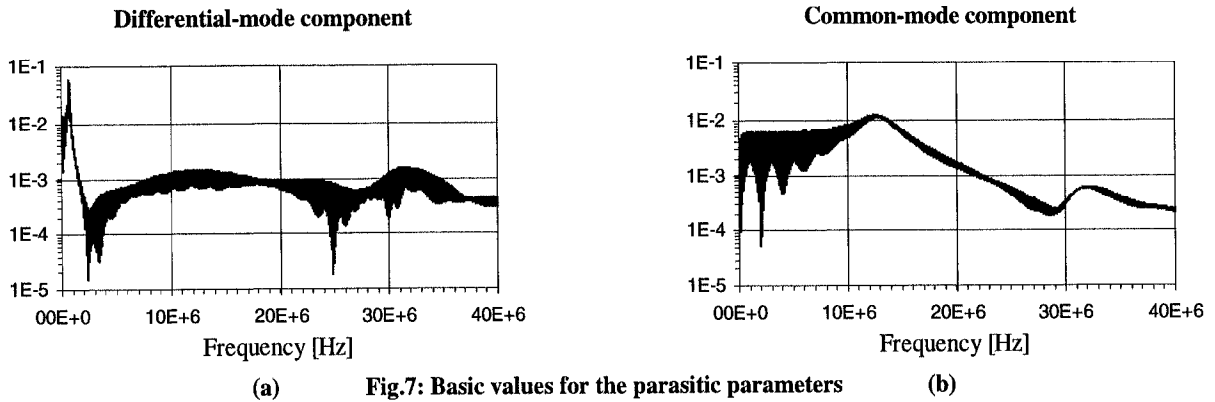 Differential-mode component
1E-1
1E-2
1E-3
1E-4
1E-5
00E+0 10E+6 20E+6 30E+6 40E+6
Frequency [Hz]
(a)
Common-mode component
1E-1
1E-2
1E-3
1E-4
1E-5
00E+0 10E+6 20E+6 30E+6 40E+6
Frequency [Hz]
(b)
Fig.7: Basic values for the parasitic parameters